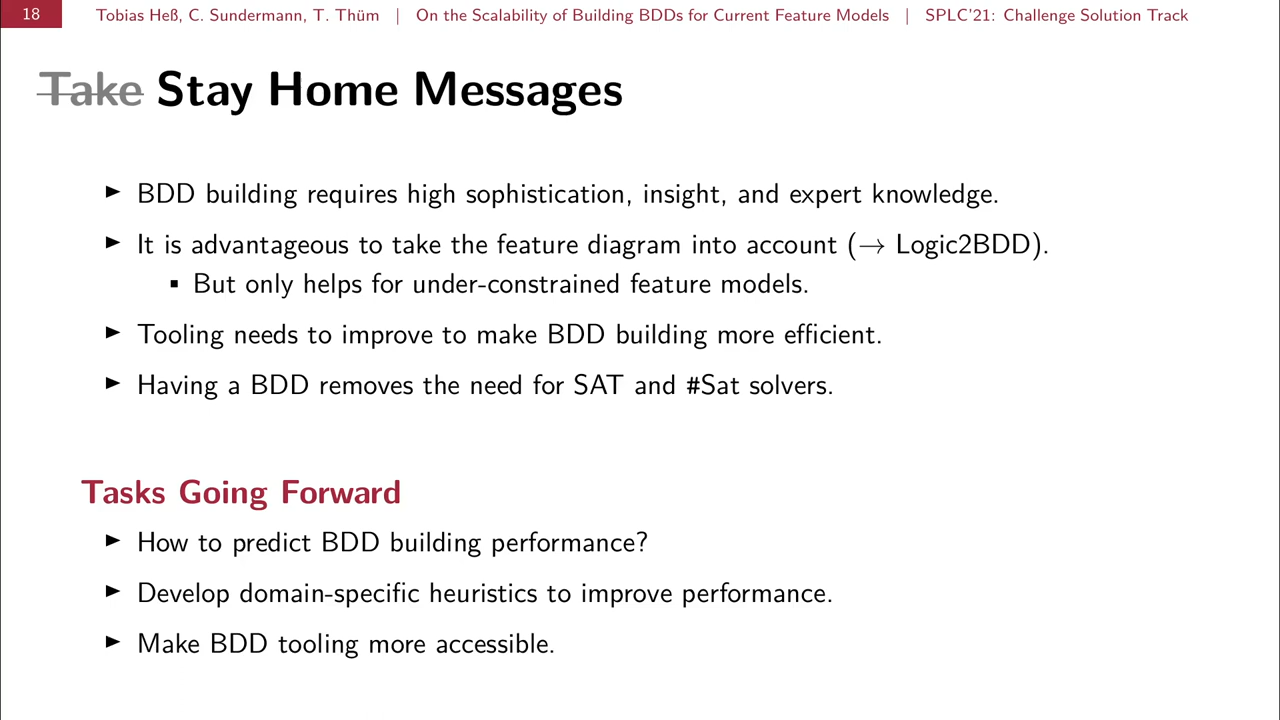 18 Tobias Heß, C. Sundermann, T. Thüm | On the Scalability of Building BDDs for Current Feature Models | SPLC'21: Challenge Solution Track
Take Stay Home Messages
▶ BDD building requires high sophistication, insight, and expert knowledge.
▶ It is advantageous to take the feature diagram into account (→ Logic2BDD).
▪ But only helps for under-constrained feature models.
▶ Tooling needs to improve to make BDD building more efficient.
▶ Having a BDD removes the need for SAT and #Sat solvers.
Tasks Going Forward
▶ How to predict BDD building performance?
▶ Develop domain-specific heuristics to improve performance.
▶ Make BDD tooling more accessible.